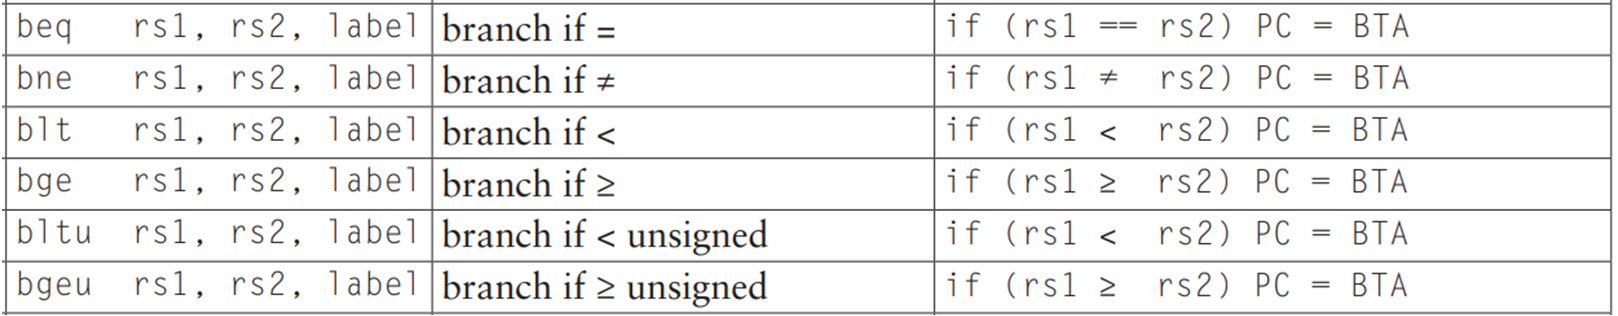 beq rs1, rs2, label branch if = if (rs1 == rs2) PC = BTA
bne rs1, rs2, label branch if ≠ if (rs1 ≠ rs2) PC = BTA
blt rs1, rs2, label branch if < if (rs1 < rs2) PC = BTA
bge rs1, rs2, label branch if ≥ if (rs1 ≥ rs2) PC = BTA
bltu rs1, rs2, label branch if < unsigned if (rs1 < rs2) PC = BTA
bgeu rs1, rs2, label branch if ≥ unsigned if (rs1 ≥ rs2) PC = BTA